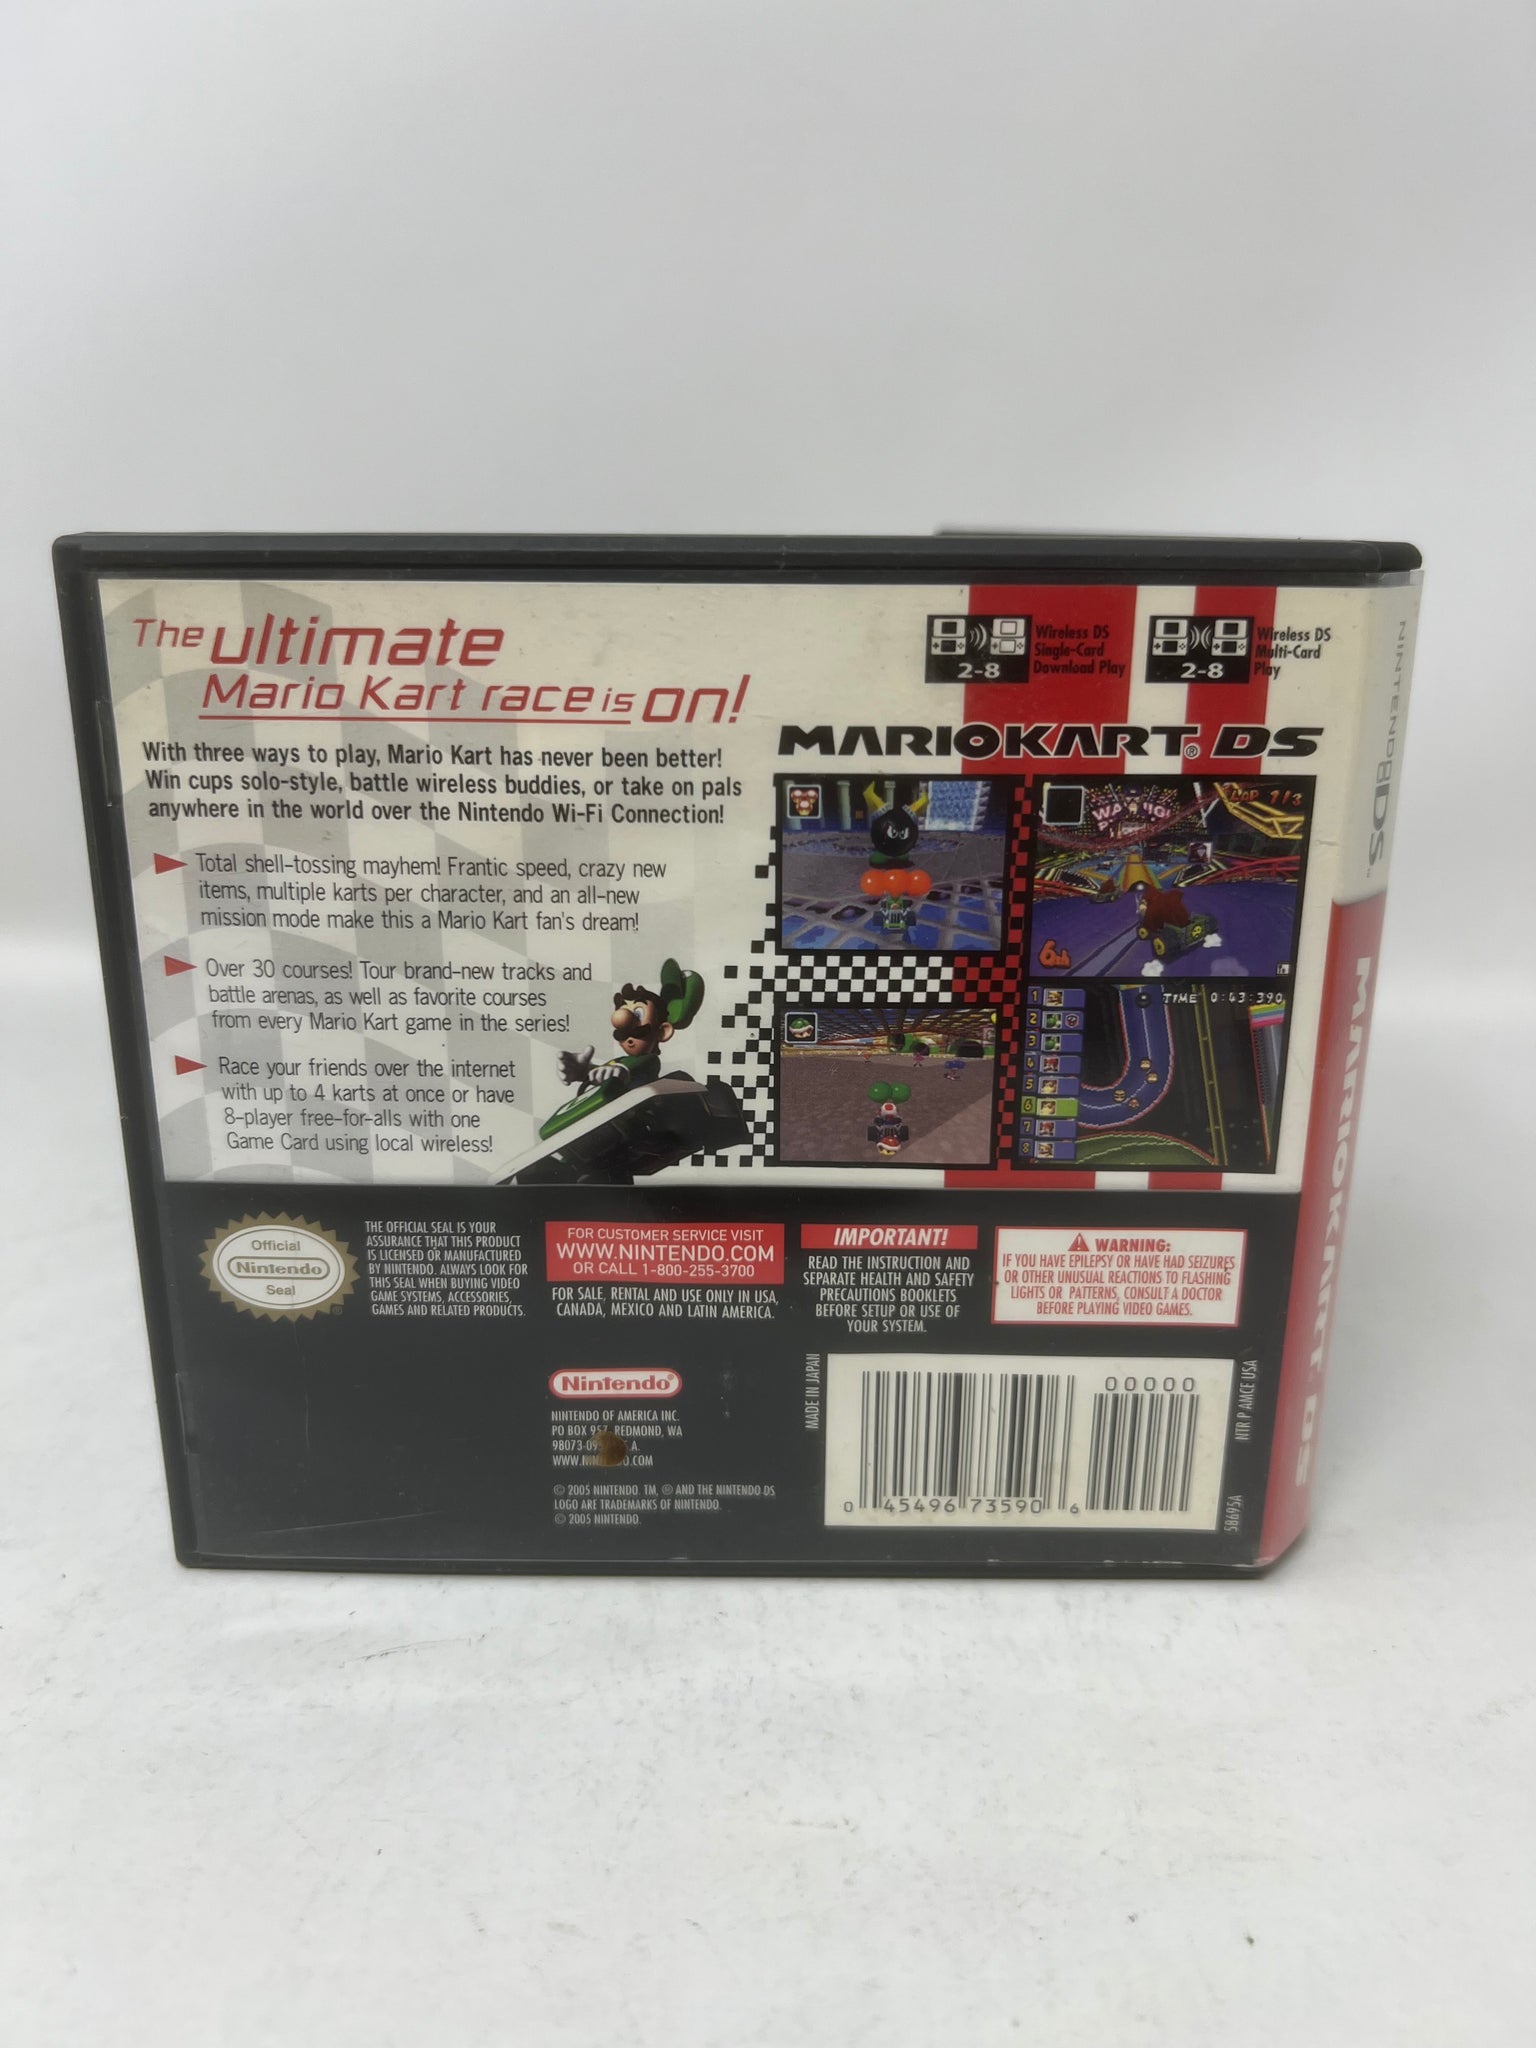 The ultimate
Mario Kart race is on!
With three ways to play, Mario Kart has never been better!
Win cups solo-style, battle wireless buddies, or take on pals
anywhere in the world over the Nintendo Wi-Fi Connection!
Total shell-tossing mayhem! Frantic speed, crazy new
items, multiple karts per character, and an all-new
mission mode make this a Mario Kart fan's dream!
Over 30 courses! Tour brand-new tracks and
battle arenas, as well as favorite courses
from every Mario Kart game in the series!
Race your friends over the internet
with up to 4 karts at once or have
8-player free-for-alls with one
Game Card using local wireless!
2-8
Wireless DS
Single-Card
Download Play
2-8
Wireless DS
Multi-Card
Play
MARIOKART® DS
LAP 1/3
6th
TIME 0:43:390
1
2
3
4
5
6
7
8
Official
Nintendo
Seal
®
THE OFFICIAL SEAL IS YOUR
ASSURANCE THAT THIS PRODUCT
IS LICENSED OR MANUFACTURED
BY NINTENDO. ALWAYS LOOK FOR
THIS SEAL WHEN BUYING VIDEO
GAME SYSTEMS, ACCESSORIES,
GAMES AND RELATED PRODUCTS.
FOR CUSTOMER SERVICE VISIT
WWW.NINTENDO.COM
OR CALL 1-800-255-3700
FOR SALE, RENTAL AND USE ONLY IN USA,
CANADA, MEXICO AND LATIN AMERICA.
IMPORTANT!
READ THE INSTRUCTION AND
SEPARATE HEALTH AND SAFETY
PRECAUTIONS BOOKLETS
BEFORE SETUP OR USE OF
YOUR SYSTEM.
WARNING:
IF YOU HAVE EPILEPSY OR HAVE HAD SEIZURES
OR OTHER UNUSUAL REACTIONS TO FLASHING
LIGHTS OR PATTERNS, CONSULT A DOCTOR
BEFORE PLAYING VIDEO GAMES.
Nintendo®
NINTENDO OF AMERICA INC.
PO BOX REDMOND, WA
WWW.
© 2005 NINTENDO. TM, ® AND THE NINTENDO DS
LOGO ARE TRADEMARKS OF NINTENDO.
© 2005 NINTENDO.
MADE IN JAPAN
00000
0 45496 73590 6
NTR P AMCE USA
58695A
NINTENDO DS™
MARIOKART DS